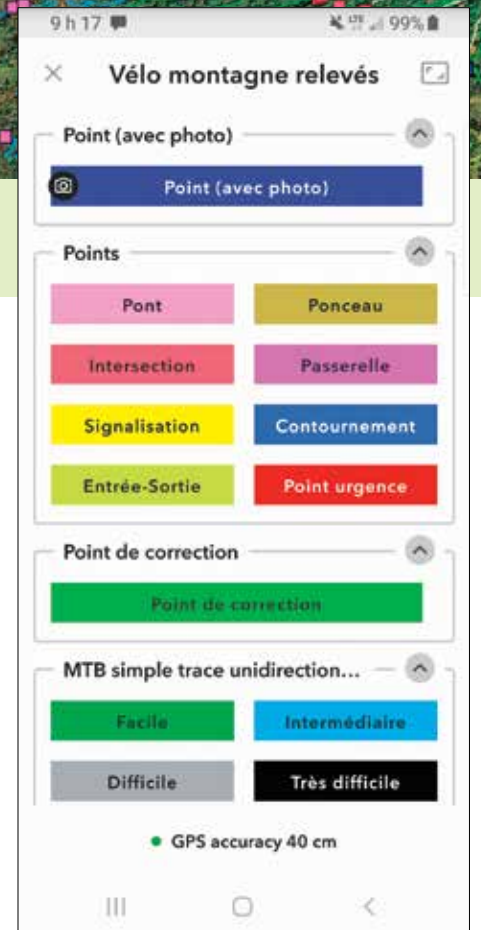 9 h 17 LTE 99%
Vélo montagne relevés
Point (avec photo)
Point (avec photo)
Points
Pont Ponceau
Intersection Passerelle
Signalisation Contournement
Entrée-Sortie Point urgence
Point de correction
Point de correction
MTB simple trace unidirection...
Facile Intermédiaire
Difficile Très difficile
GPS accuracy 40 cm